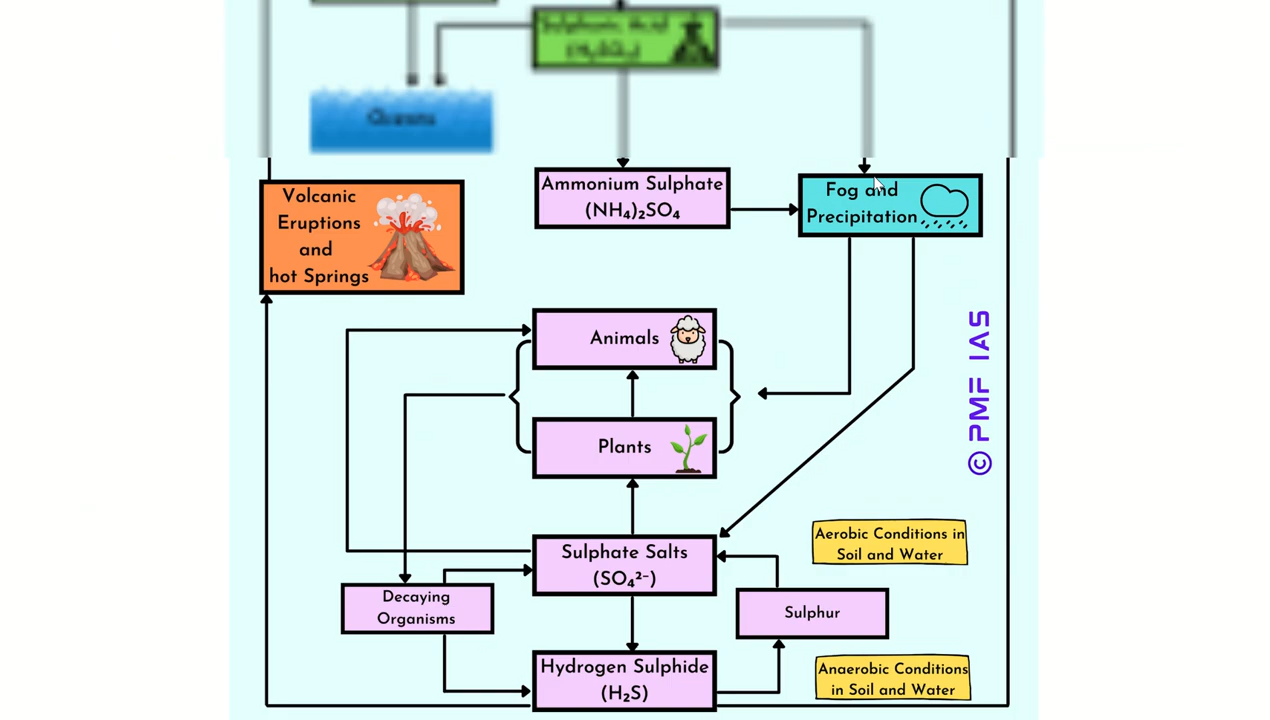 Oceans
Ammonium Sulphate
(NH₄)₂SO₄
Fog and
Precipitation
Volcanic
Eruptions
and
hot Springs
Animals
Plants
© PMF IAS
Sulphate Salts
(SO₄²⁻)
Aerobic Conditions in
Soil and Water
Decaying
Organisms
Sulphur
Hydrogen Sulphide
(H₂S)
Anaerobic Conditions
in Soil and Water